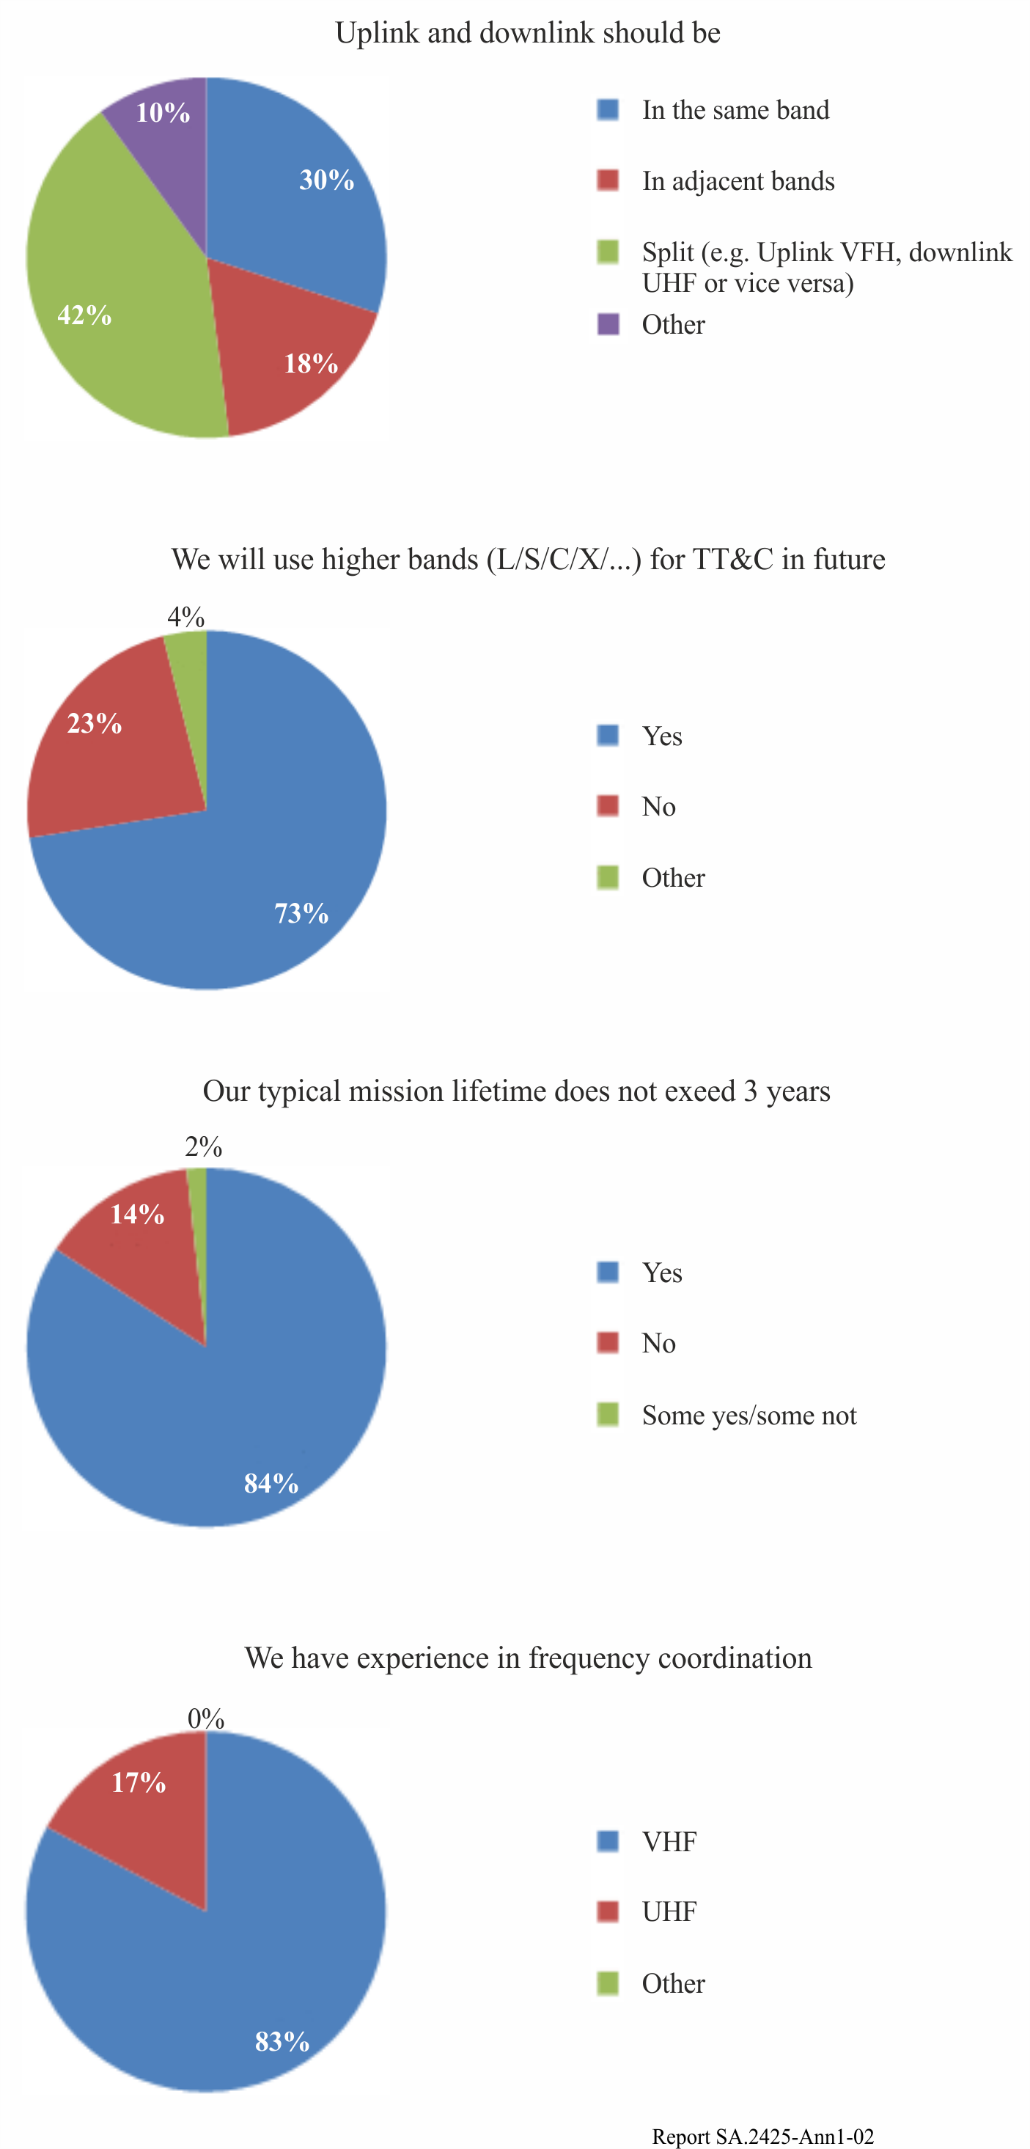 Uplink and downlink should be
10%
30%
42%
18%
In the same band
In adjacent bands
Split (e.g. Uplink VFH, downlink
UHF or vice versa)
Other
We will use higher bands (L/S/C/X/...) for TT&C in future
4%
23%
73%
Yes
No
Other
Our typical mission lifetime does not exeed 3 years
2%
14%
84%
Yes
No
Some yes/some not
We have experience in frequency coordination
0%
17%
83%
VHF
UHF
Other
Report SA.2425-Ann1-02